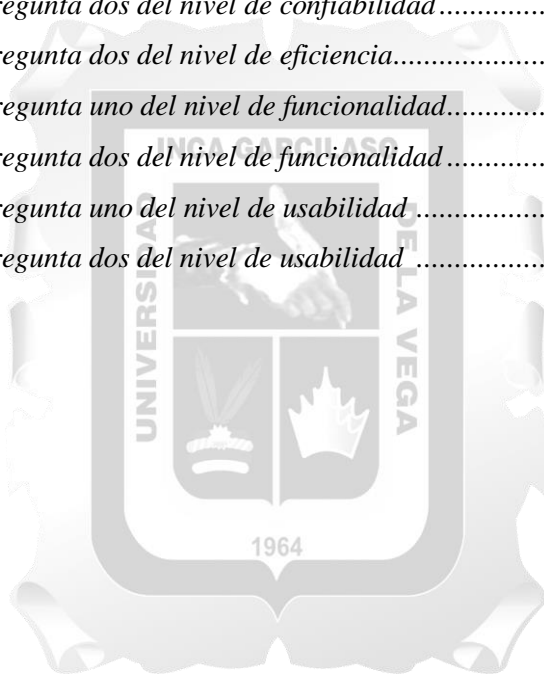 regunta dos del nivel de confiabilidad..............
regunta dos del nivel de eficiencia....................
regunta uno del nivel de funcionalidad.............
regunta dos del nivel de funcionalidad.............
regunta uno del nivel de usabilidad..................
regunta dos del nivel de usabilidad ..................
INCA GARCILASO
UNIVERSIDAD
DE LA VEGA
1964